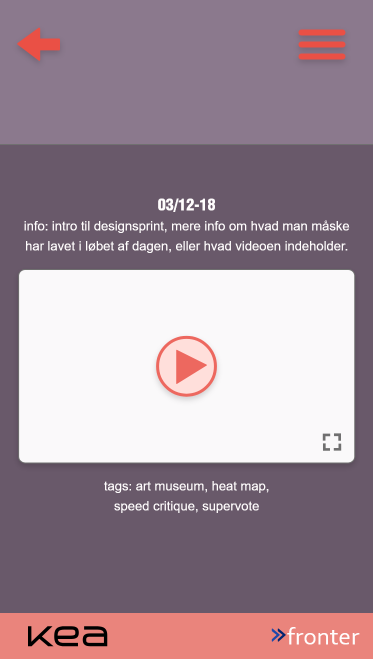 03/12-18
info: intro til designsprint, mere info om hvad man måske
har lavet i løbet af dagen, eller hvad videoen indeholder.
tags: art museum, heat map,
speed critique, supervote
kea
fronter